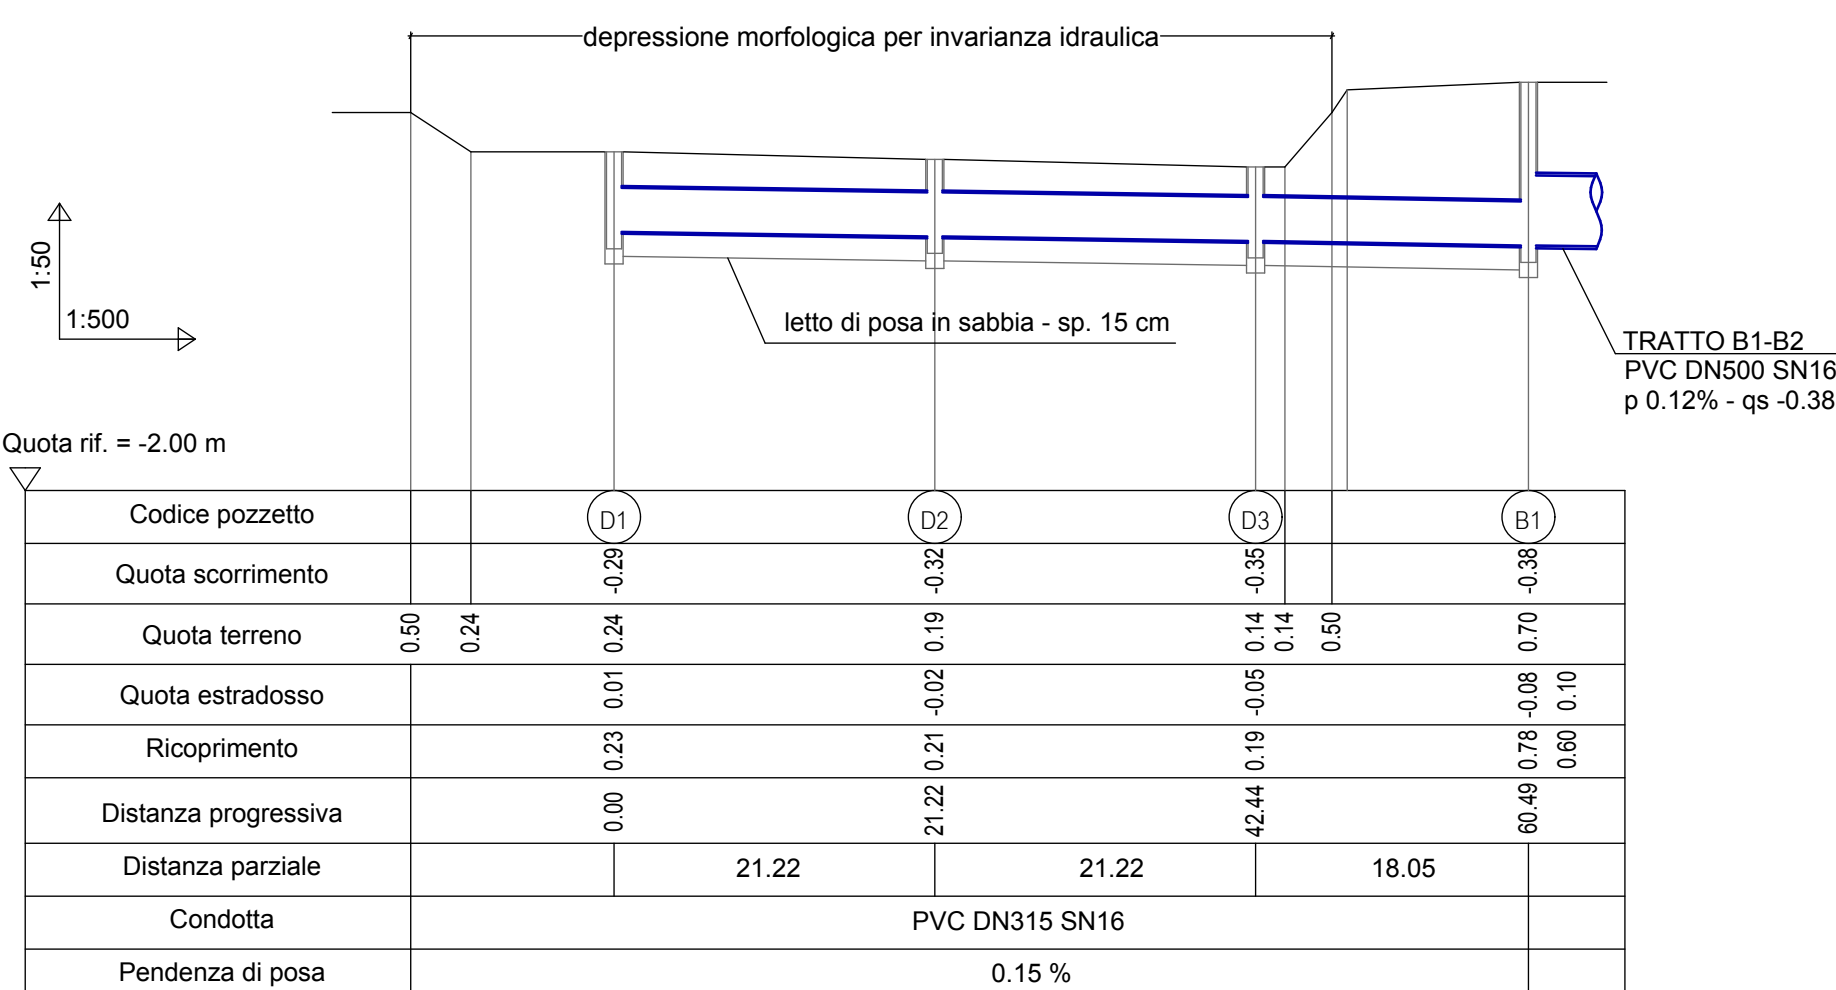 depressione morfologica per invarianza idraulica
1:50
1:500
letto di posa in sabbia - sp. 15 cm
TRATTO B1-B2
PVC DN500 SN16
p 0.12% - qs -0.38
Quota rif. = -2.00 m
Codice pozzetto D1 D2 D3 B1
Quota scorrimento -0.29 -0.32 -0.35 -0.38
Quota terreno 0.50 0.24 0.24 0.19 0.14 0.14 0.50 0.70
Quota estradosso 0.01 -0.02 -0.05 -0.08 0.10
Ricoprimento 0.23 0.21 0.19 0.78 0.60
Distanza progressiva 0.00 21.22 42.44 60.49
Distanza parziale 21.22 21.22 18.05
Condotta PVC DN315 SN16
Pendenza di posa 0.15 %